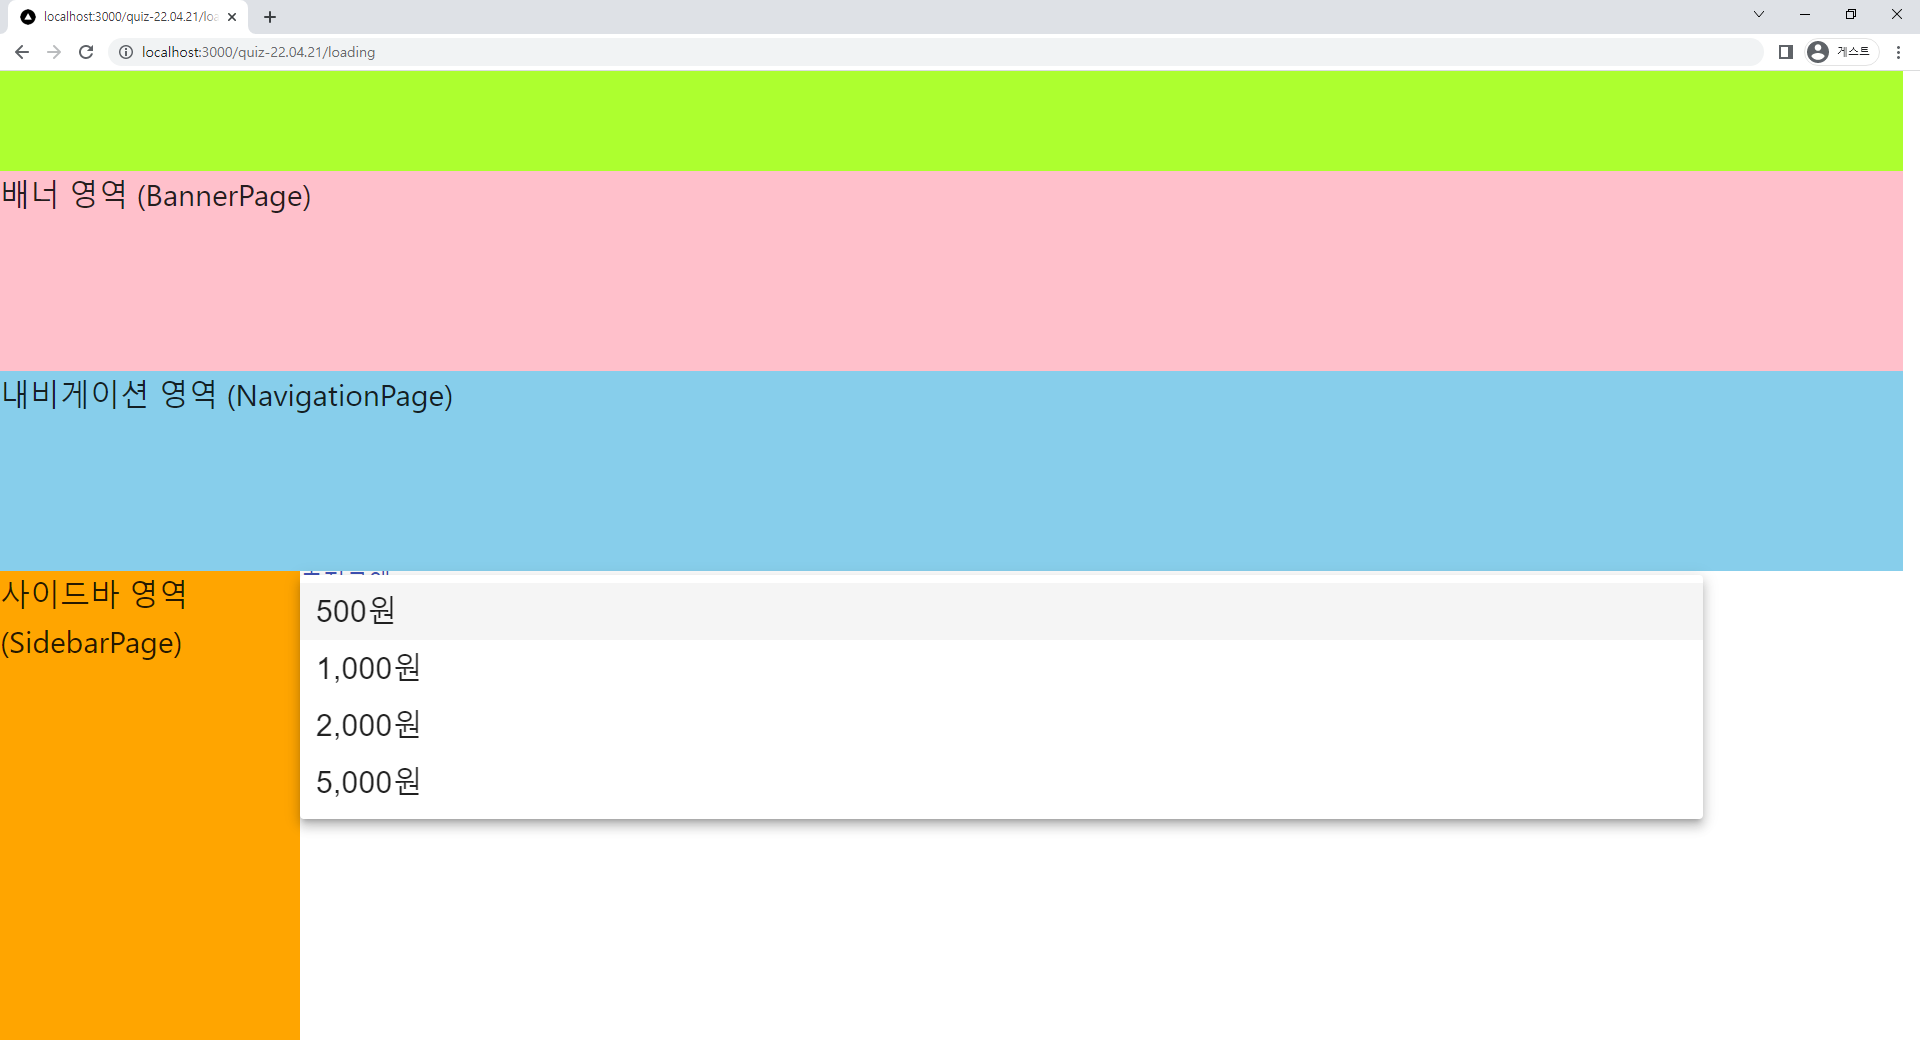 localhost:3000/quiz-22.04.21/loa
localhost:3000/quiz-22.04.21/loading
게스트
배너 영역 (BannerPage)
내비게이션 영역 (NavigationPage)
사이드바 영역
(SidebarPage)
500원
1,000원
2,000원
5,000원